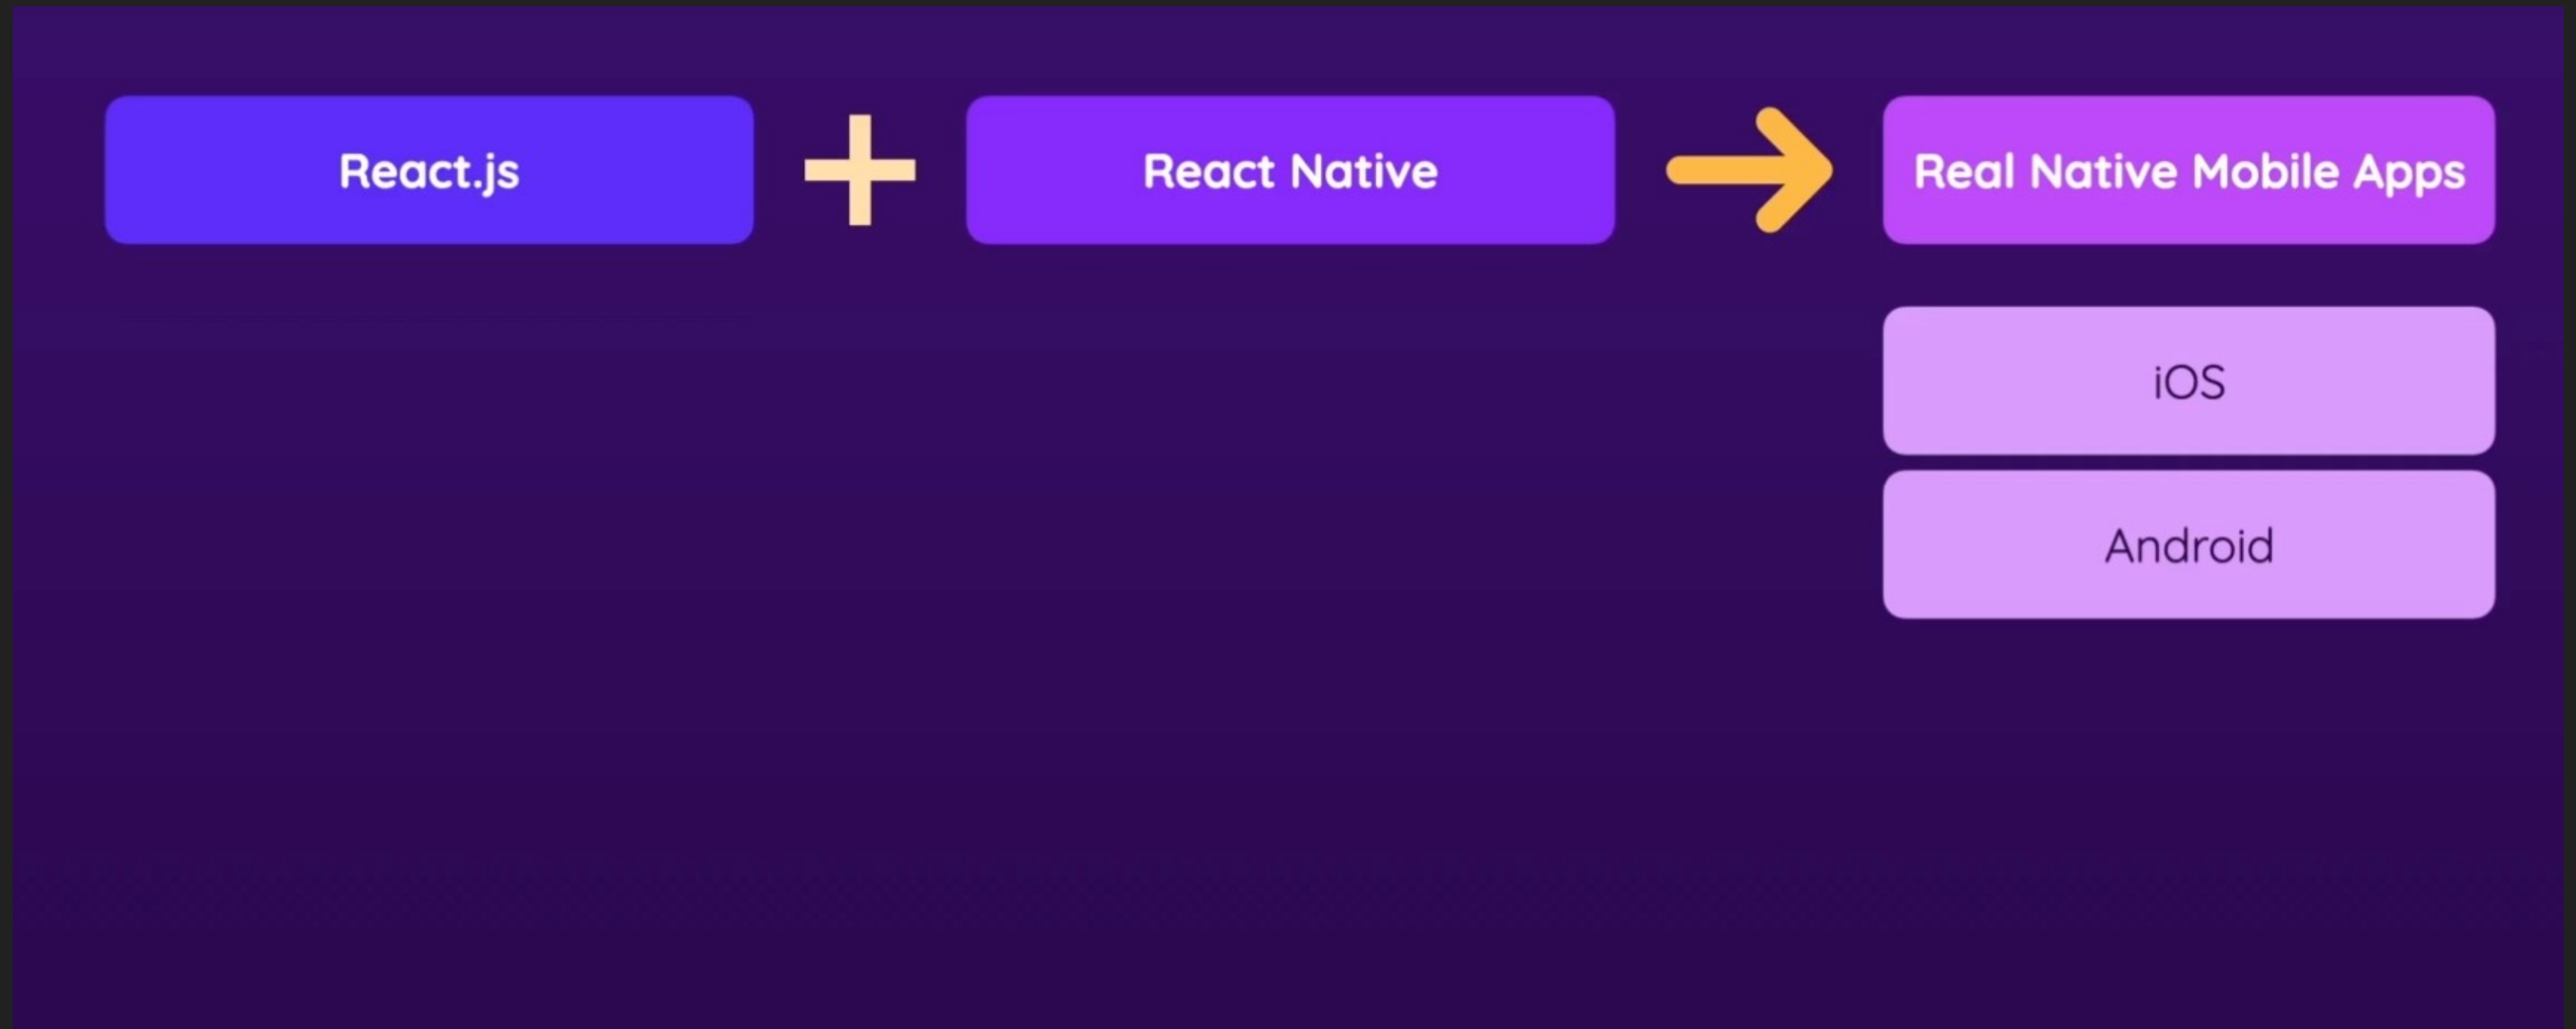 React.js
React Native
Real Native Mobile Apps
iOS
Android